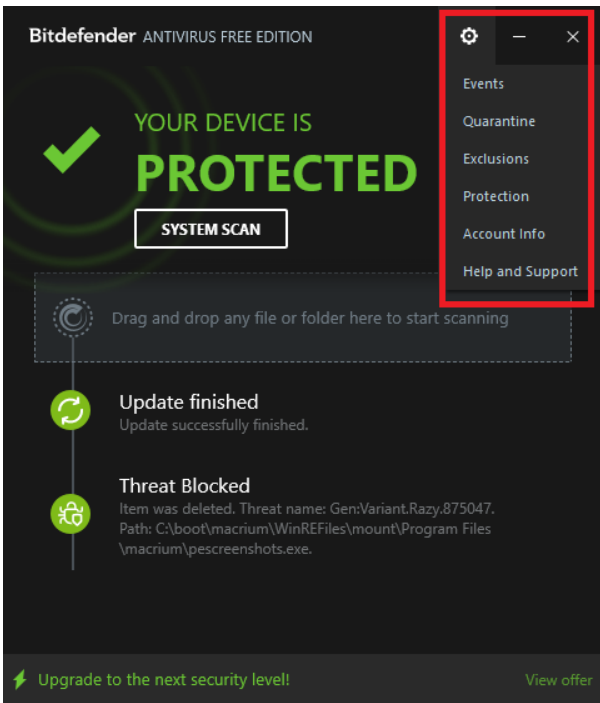 Bitdefender ANTIVIRUS FREE EDITION
Events
Quarantine
Exclusions
Protection
Account Info
Help and Support
YOUR DEVICE IS
PROTECTED
SYSTEM SCAN
Drag and drop any file or folder here to start scanning
Update finished
Update successfully finished.
Threat Blocked
Item was deleted. Threat name: Gen:Variant.Razy.875047.
Path: C:\boot\macrium\WinREFiles\mount\Program Files
\macrium\pescreenshots.exe.
Upgrade to the next security level!
View offer